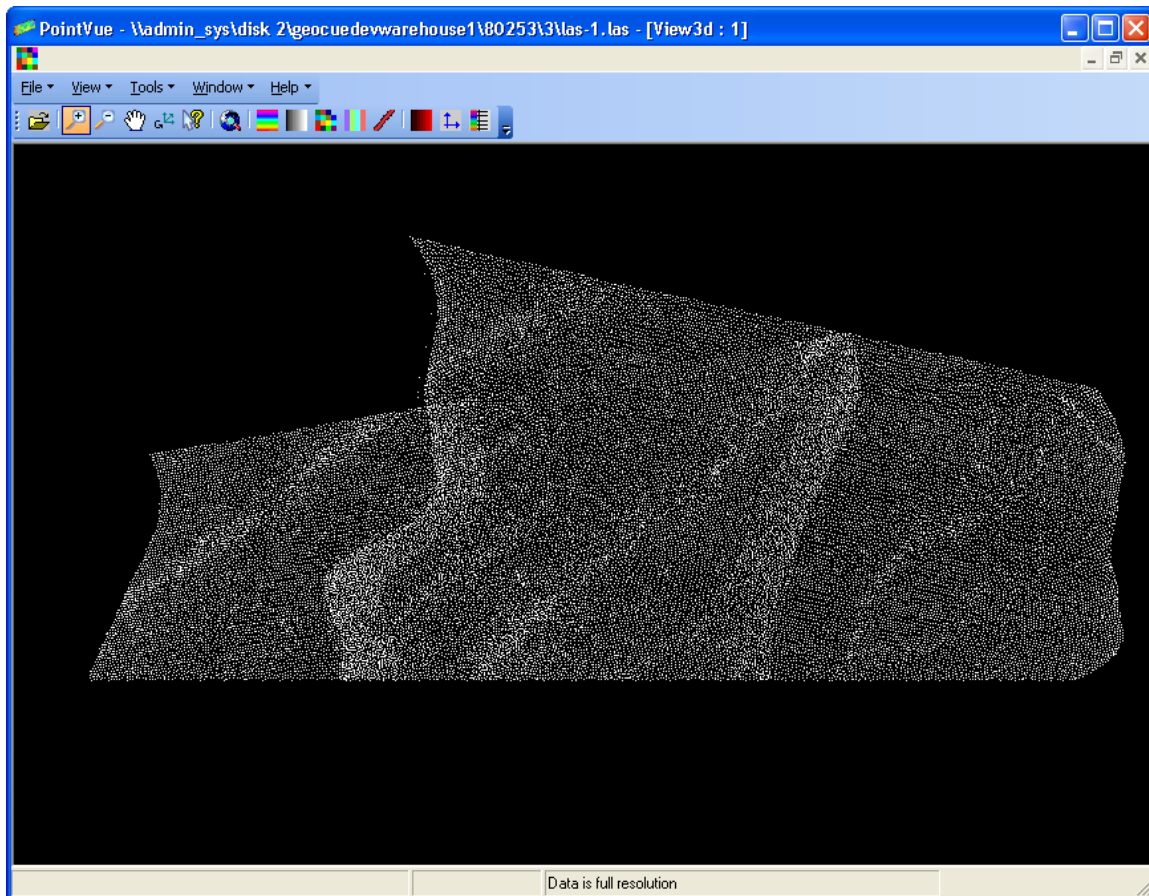 PointVue - \\admin_sys\disk 2\geocuedevwarehouse1\80253\3\las-1.las - [View3d : 1]
File View Tools Window Help
Data is full resolution